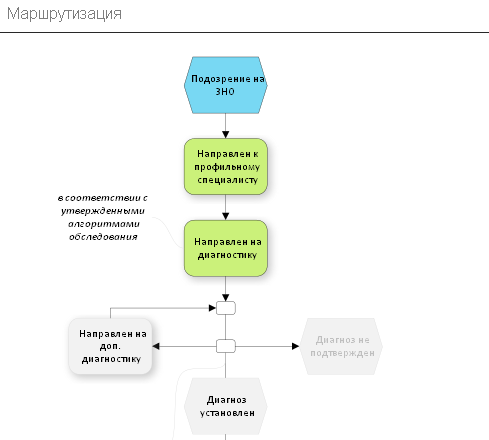 Маршрутизация
Подозрение на
ЗНО
Направлен к
профильному
специалисту
в соответствии с
утвержденными
алгоритмами
обследования
Направлен на
диагностику
Направлен на
доп.
диагностику
Диагноз не
подтвержден
Диагноз
установлен